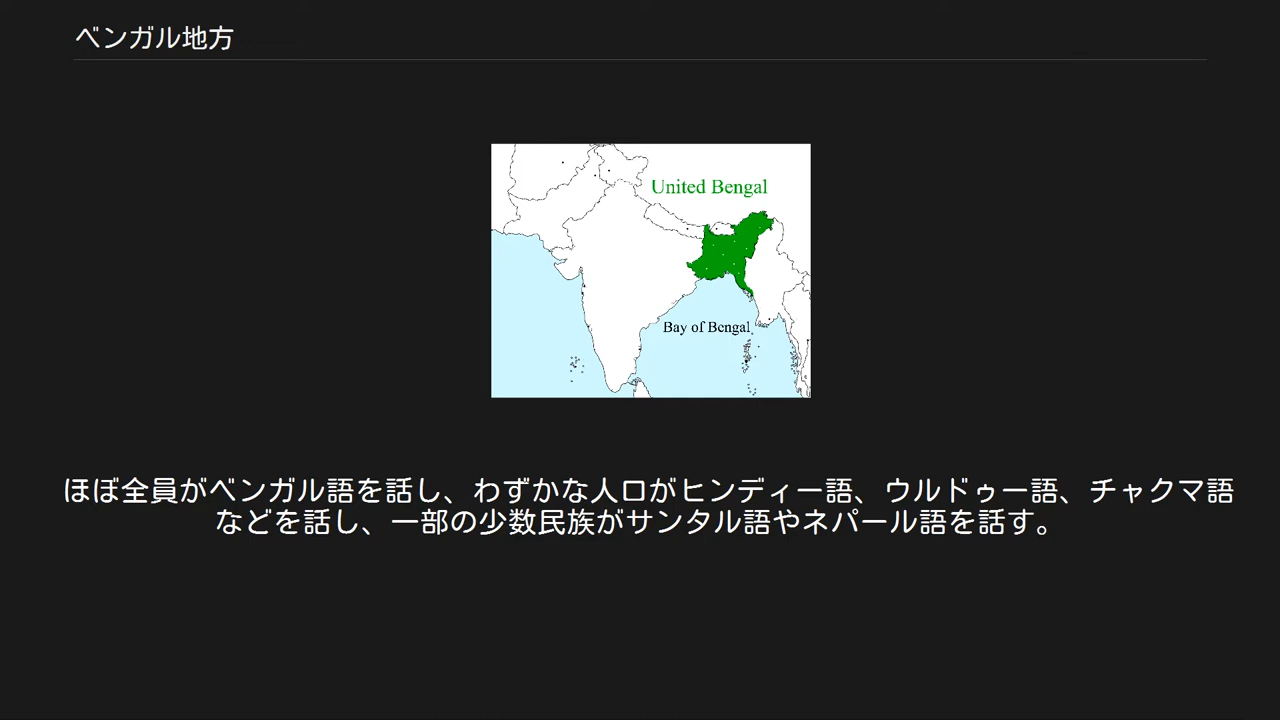 ベンガル地方
United Bengal
Bay of Bengal
ほぼ全員がベンガル語を話し、わずかな人口がヒンディー語、ウルドゥー語、チャクマ語
などを話し、一部の少数民族がサンタル語やネパール語を話す。